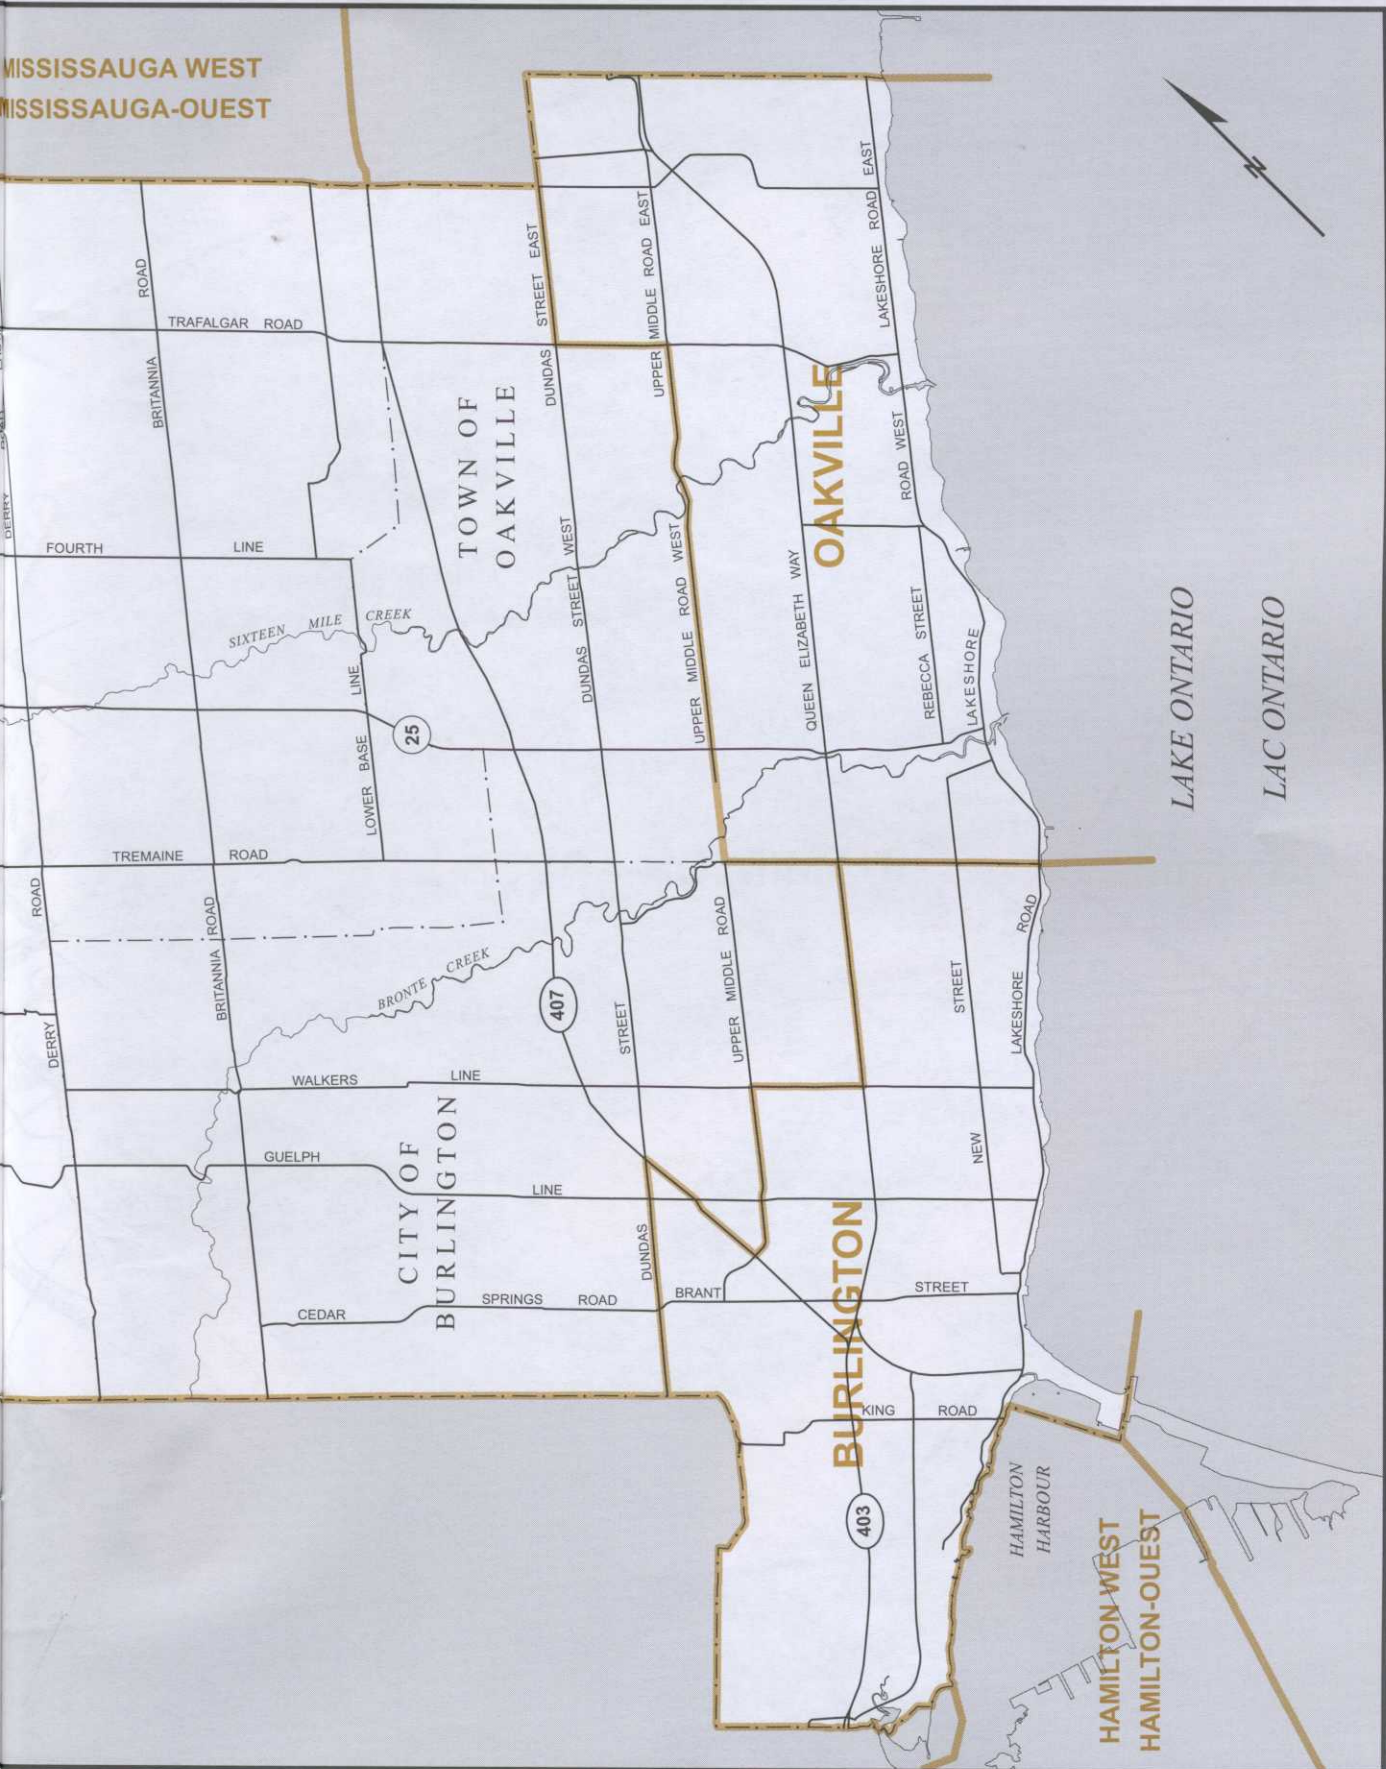 MISSISSAUGA WEST
MISSISSAUGA-OUEST
N
ROAD
BRITANNIA
TRAFALGAR ROAD
STREET EAST
DUNDAS
UPPER MIDDLE ROAD EAST
LAKESHORE ROAD EAST
TOWN OF
OAKVILLE
OAKVILLE
ROAD WEST
DERRY
FOURTH LINE
SIXTEEN MILE CREEK
DUNDAS STREET WEST
UPPER MIDDLE ROAD WEST
QUEEN ELIZABETH WAY
REBECCA STREET
LAKESHORE
LAKE ONTARIO
LAC ONTARIO
25
LOWER BASE LINE
TREMAINE ROAD
ROAD
DERRY
BRITANNIA ROAD
BRONTE CREEK
407
STREET
DUNDAS
UPPER MIDDLE ROAD
STREET
NEW
LAKESHORE ROAD
WALKERS LINE
GUELPH LINE
CITY OF
BURLINGTON
BURLINGTON
CEDAR SPRINGS ROAD
BRANT STREET
KING ROAD
403
HAMILTON
HARBOUR
HAMILTON WEST
HAMILTON-OUEST